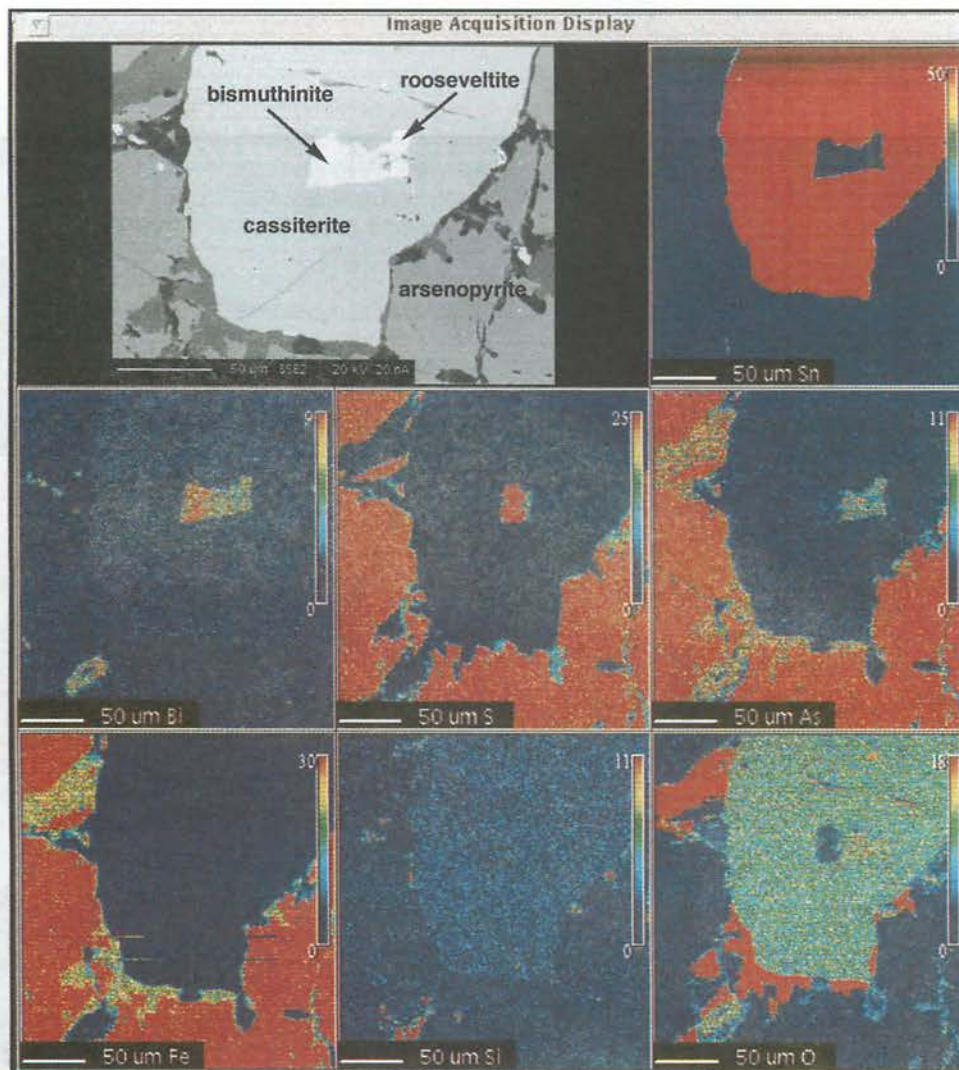 Image Acquisition Display
bismuthinite
rooseveltite
cassiterite
arsenopyrite
50 um BSE2 20 kV 20 nA
50
0
50 um Sn
9
0
50 um Bi
25
0
50 um S
11
0
50 um As
30
0
50 um Fe
11
0
50 um Si
18
0
50 um O